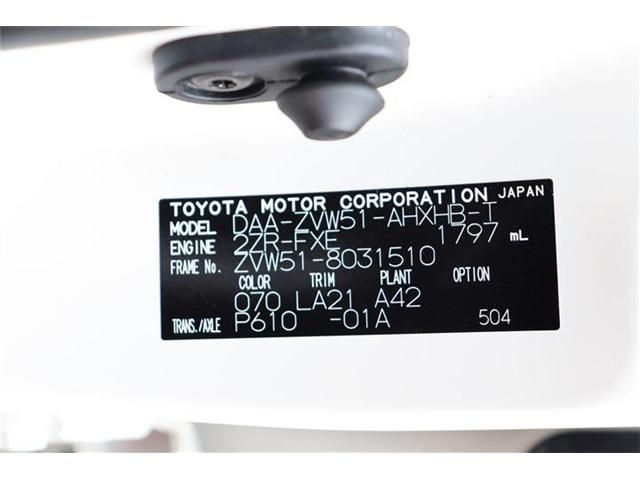 TOYOTA MOTOR CORPORATION JAPAN
MODEL DAA-ZVW51-AHXHB-T
ENGINE 2ZR-FXE 1797 mL
FRAME No. ZVW51-8031510
COLOR TRIM PLANT OPTION
070 LA21 A42
TRANS./AXLE P610 -01A 504